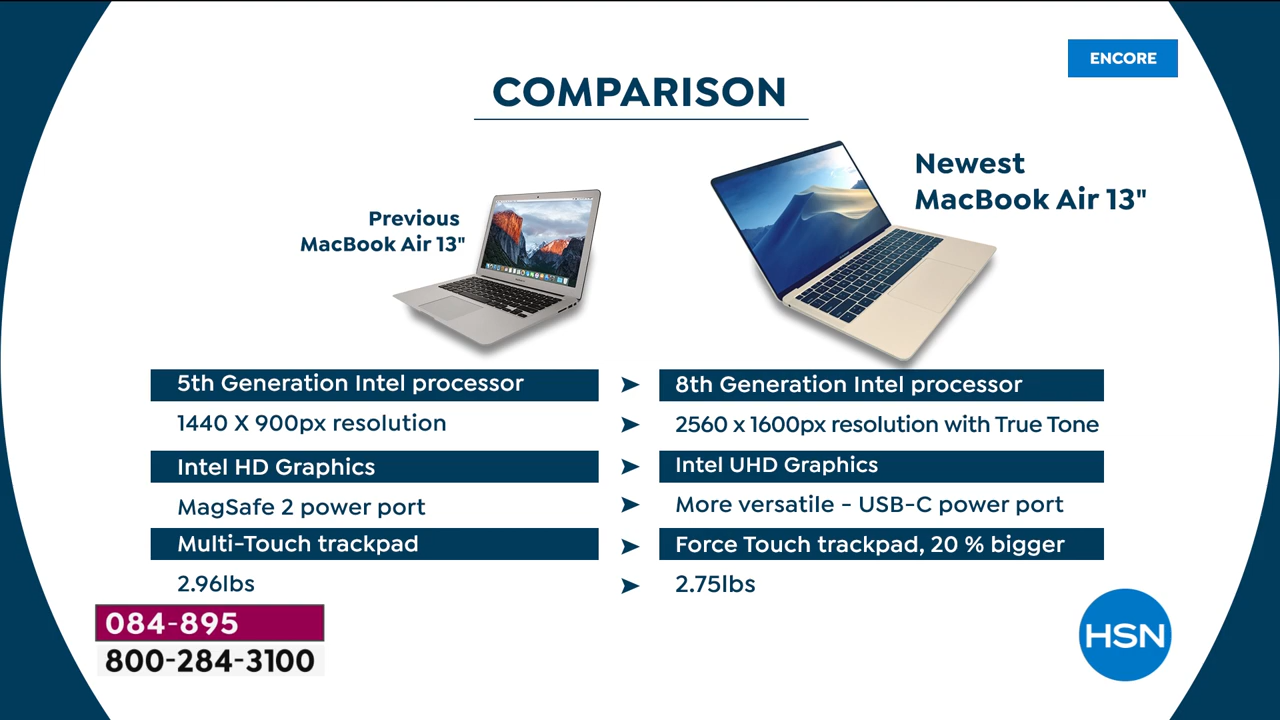 ENCORE
COMPARISON
Newest
MacBook Air 13"
Previous
MacBook Air 13"
5th Generation Intel processor
8th Generation Intel processor
1440 X 900px resolution
2560 x 1600px resolution with True Tone
Intel HD Graphics
Intel UHD Graphics
MagSafe 2 power port
More versatile - USB-C power port
Multi-Touch trackpad
Force Touch trackpad, 20 % bigger
2.96lbs
2.75lbs
084-895
800-284-3100
HSN